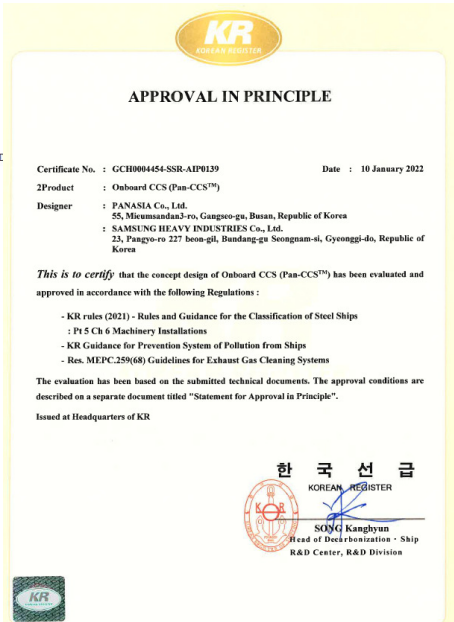 KR
KOREAN REGISTER
APPROVAL IN PRINCIPLE
Certificate No. : GCH0004454-SSR-AIP0139 Date : 10 January 2022
2Product : Onboard CCS (Pan-CCS™)
Designer : PANASIA Co., Ltd.
55, Mieumsandan3-ro, Gangseo-gu, Busan, Republic of Korea
: SAMSUNG HEAVY INDUSTRIES Co., Ltd.
23, Pangyo-ro 227 beon-gil, Bundang-gu Seongnam-si, Gyeonggi-do, Republic of
Korea
This is to certify that the concept design of Onboard CCS (Pan-CCS™) has been evaluated and
approved in accordance with the following Regulations :
- KR rules (2021) - Rules and Guidance for the Classification of Steel Ships
: Pt 5 Ch 6 Machinery Installations
- KR Guidance for Prevention System of Pollution from Ships
- Res. MEPC.259(68) Guidelines for Exhaust Gas Cleaning Systems
The evaluation has been based on the submitted technical documents. The approval conditions are
described on a separate document titled "Statement for Approval in Principle".
Issued at Headquarters of KR
한 국 선 급
KOREAN REGISTER
K R
SONG Kanghyun
Head of Decarbonization · Ship
R&D Center, R&D Division
KR
KOREAN REGISTER